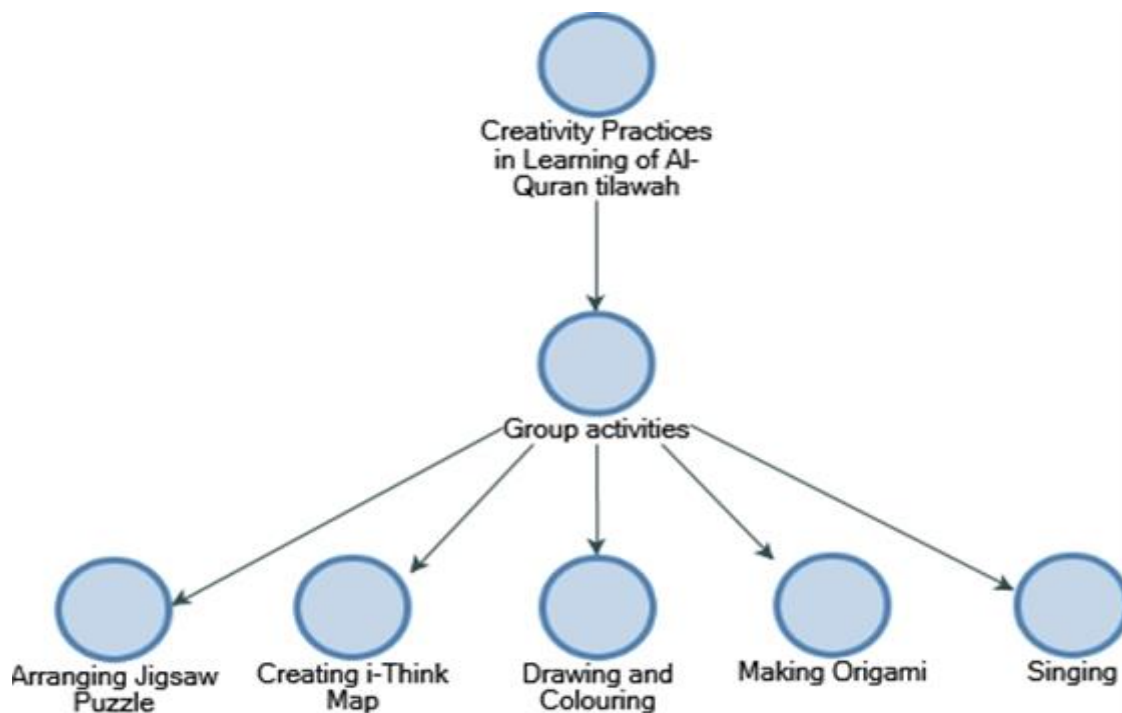 Creativity Practices
in Learning of Al-
Quran tilawah
Group activities
Arranging Jigsaw
Puzzle
Creating i-Think
Map
Drawing and
Colouring
Making Origami
Singing